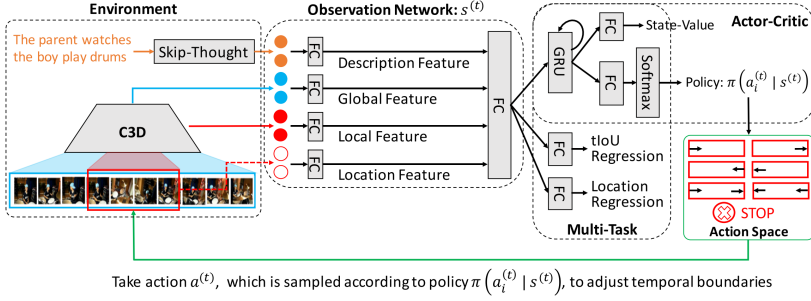 Environment
The parent watches
the boy play drums
Skip-Thought
C3D
Observation Network: s^(t)
FC
Description Feature
FC
Global Feature
FC
Local Feature
FC
Location Feature
FC
GRU
FC
State-Value
Actor-Critic
FC
Softmax
Policy: π(a_i^(t) | s^(t))
FC
tIoU
Regression
FC
Location
Regression
Multi-Task
STOP
Action Space
Take action a^(t), which is sampled according to policy π(a_i^(t) | s^(t)), to adjust temporal boundaries